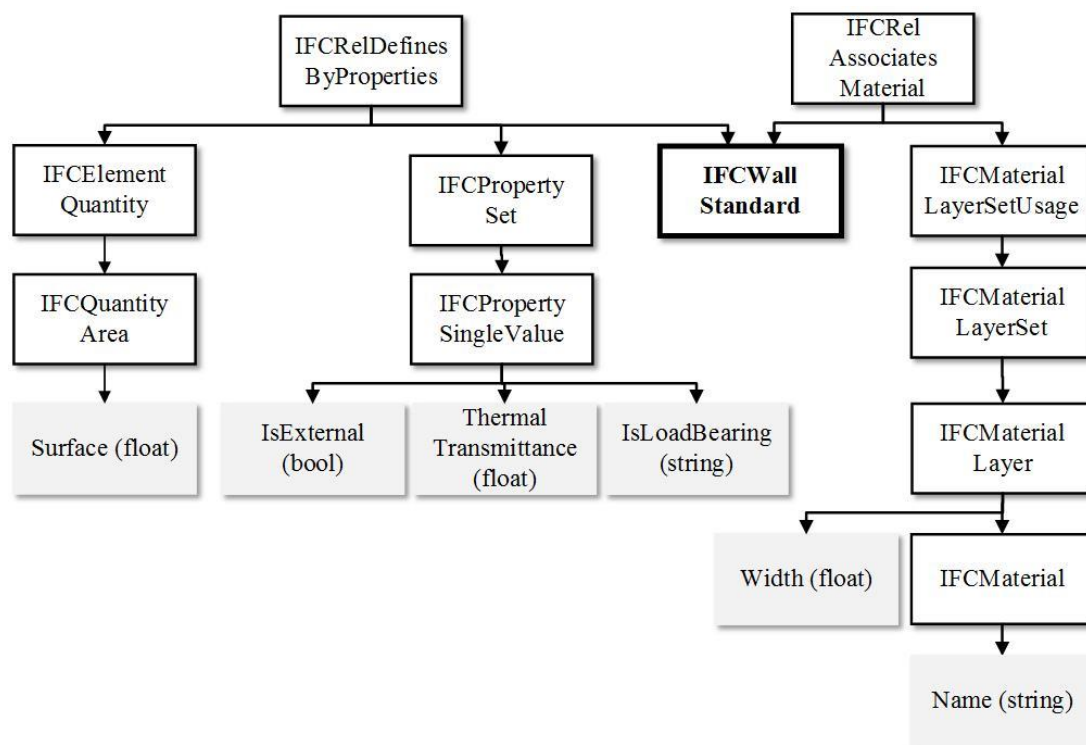 IFCRelDefines
ByProperties
IFCRel
Associates
Material
IFCElement
Quantity
IFCProperty
Set
IFCWall
Standard
IFCMaterial
LayerSetUsage
IFCQuantity
Area
IFCProperty
SingleValue
IFCMaterial
LayerSet
Surface (float)
IsExternal
(bool)
Thermal
Transmittance
(float)
IsLoadBearing
(string)
IFCMaterial
Layer
Width (float)
IFCMaterial
Name (string)